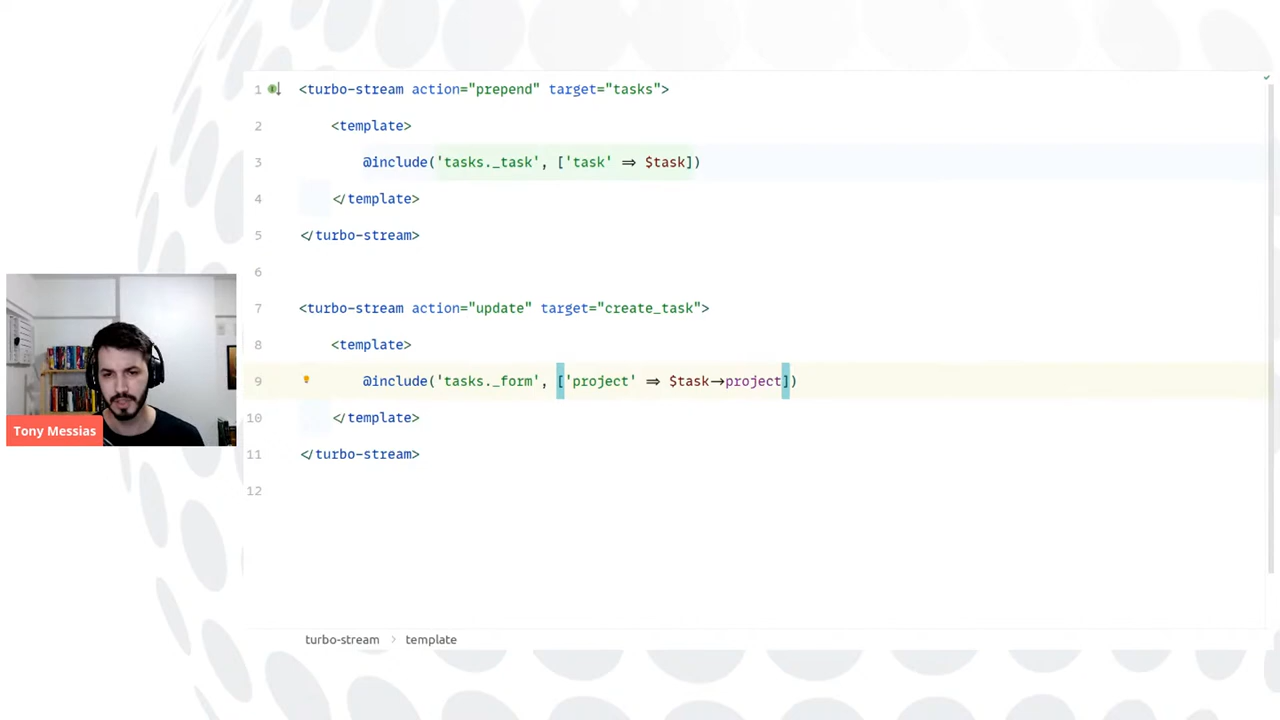 1 <turbo-stream action="prepend" target="tasks">
2 <template>
3 @include('tasks._task', ['task' => $task])
4 </template>
5 </turbo-stream>
6
7 <turbo-stream action="update" target="create_task">
8 <template>
9 @include('tasks._form', ['project' => $task->project])
10 </template>
11 </turbo-stream>
12
Tony Messias
turbo-stream > template